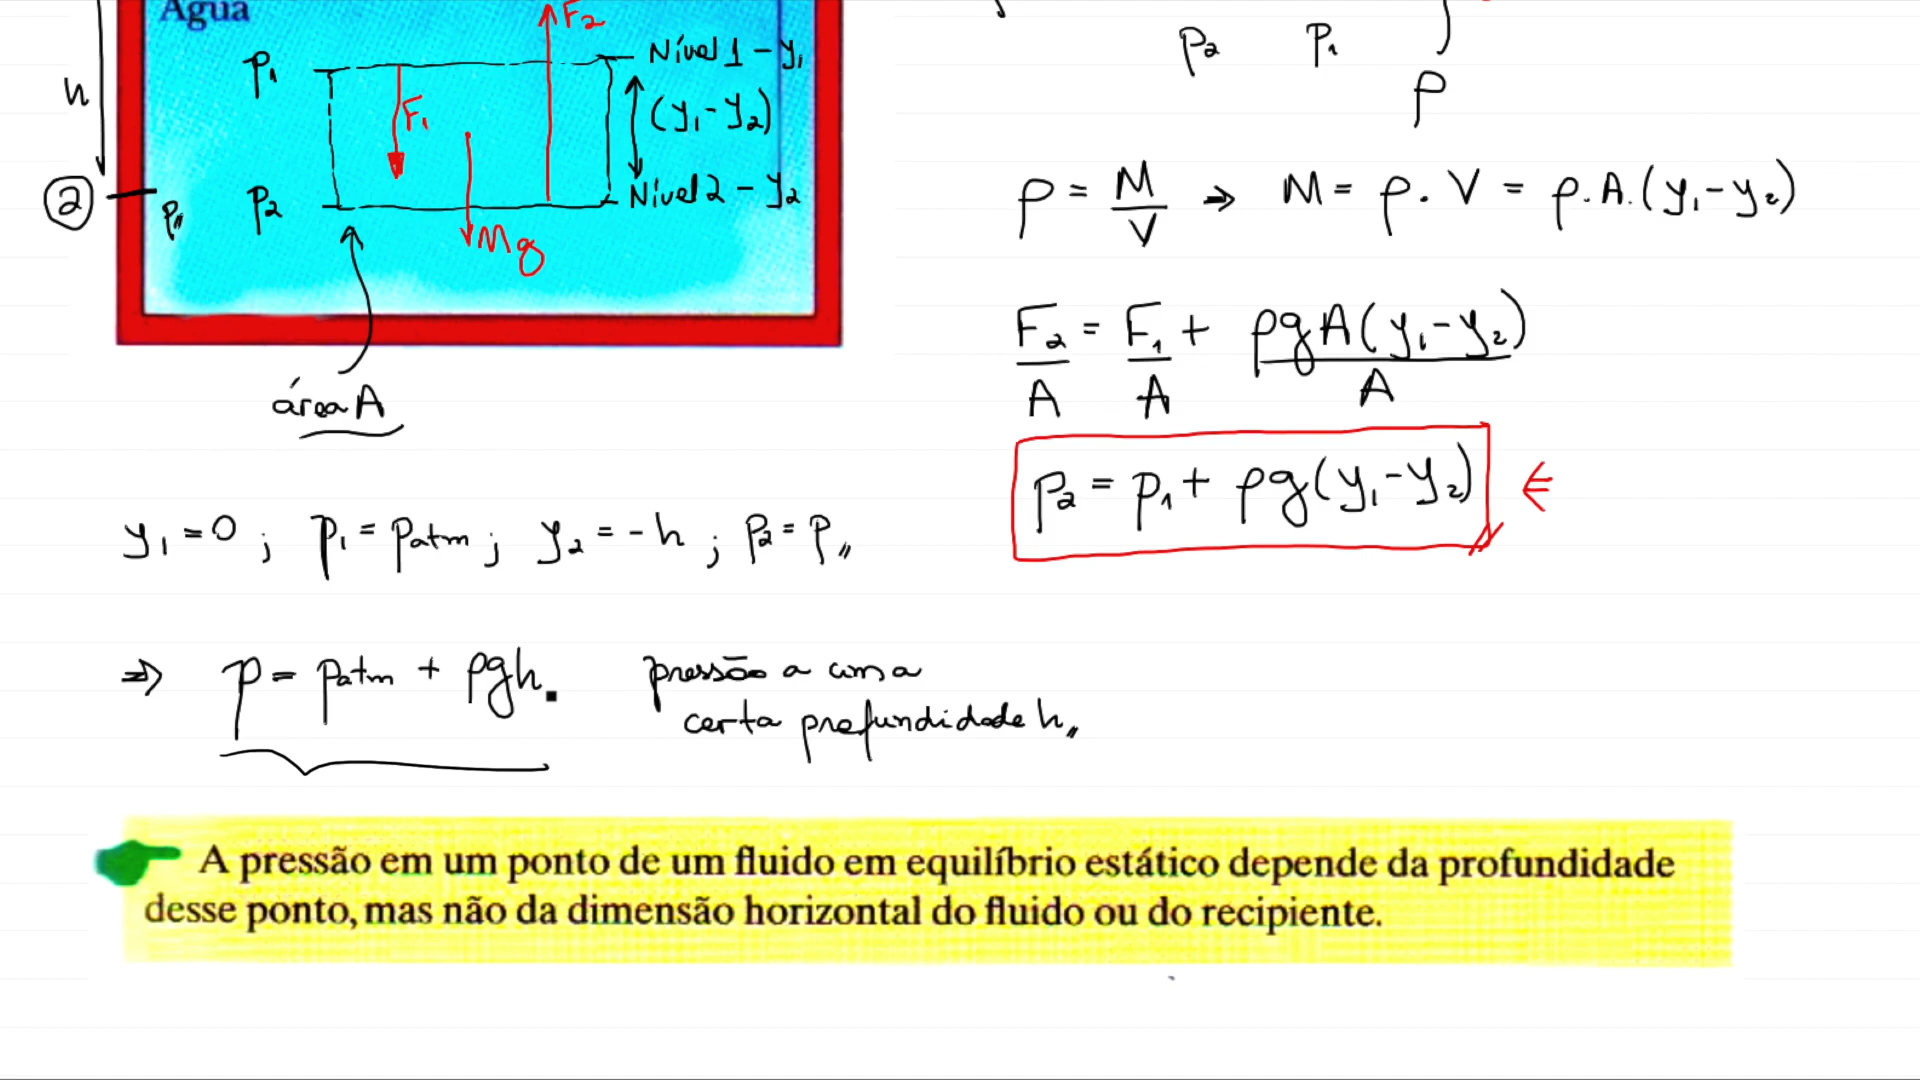 Água
F₂
p₁
Nível 1 - y₁
h
F₁
(y₁-y₂)
② p〃
p₂
Nível 2 - y₂
Mg
área A
p₂ p₁
ρ
ρ = M/V ⇒ M = ρ . V = ρ.A.(y₁-y₂)
F₂/A = F₁/A + ρgA(y₁-y₂)/A
p₂ = p₁ + ρg(y₁-y₂) ⋲
y₁=0 ; p₁=patm ; y₂ = -h ; p₂=p〃
⇒ p = patm + ρgh. pressão a uma
certa profundidade h〃
A pressão em um ponto de um fluido em equilíbrio estático depende da profundidade
desse ponto, mas não da dimensão horizontal do fluido ou do recipiente.